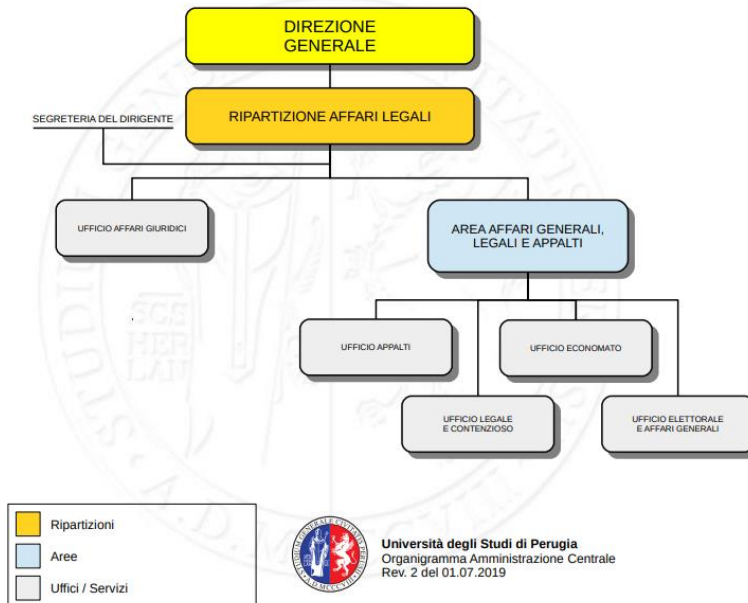 DIREZIONE
GENERALE
SEGRETERIA DEL DIRIGENTE
RIPARTIZIONE AFFARI LEGALI
UFFICIO AFFARI GIURIDICI
AREA AFFARI GENERALI,
LEGALI E APPALTI
UFFICIO APPALTI
UFFICIO ECONOMATO
UFFICIO LEGALE
E CONTENZIOSO
UFFICIO ELETTORALE
E AFFARI GENERALI
Ripartizioni
Aree
Uffici / Servizi
Università degli Studi di Perugia
Organigramma Amministrazione Centrale
Rev. 2 del 01.07.2019